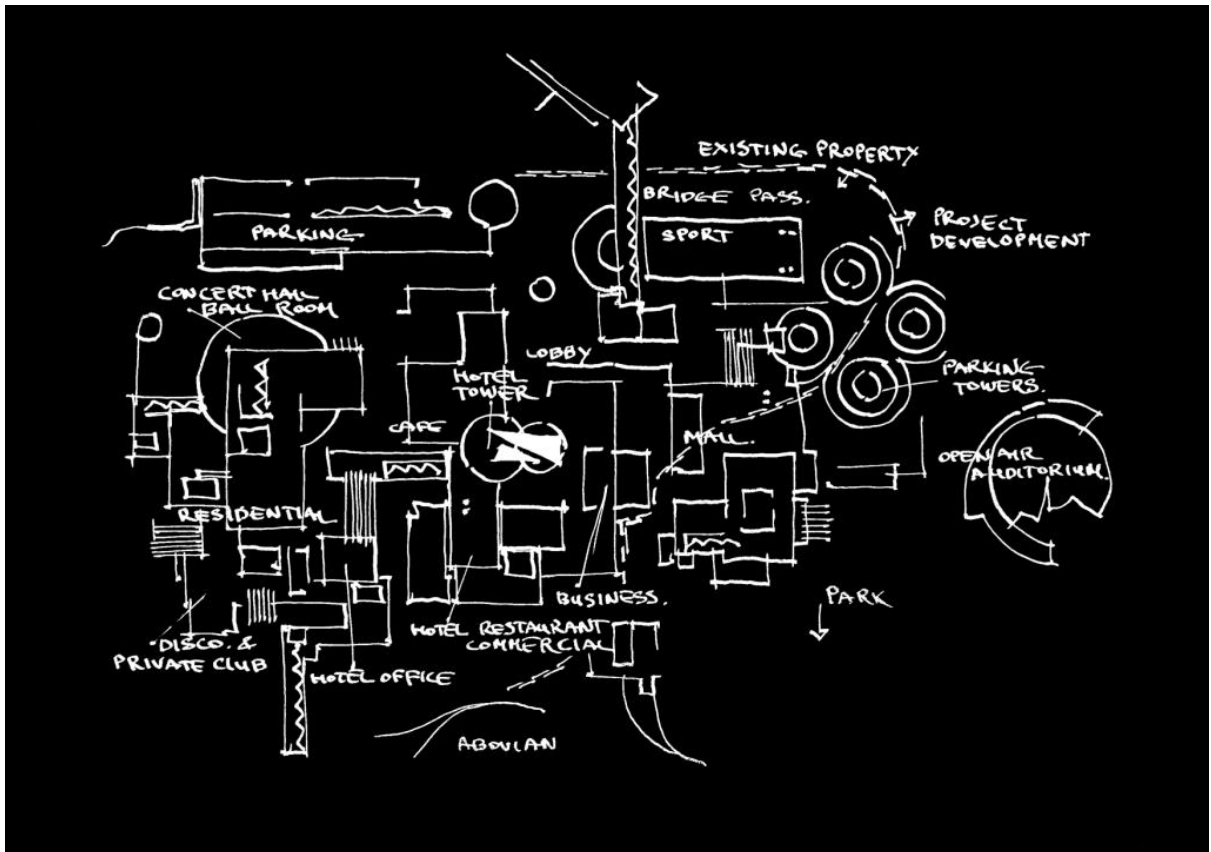 EXISTING PROPERTY
BRIDGE PASS.
PROJECT
DEVELOPMENT
SPORT
PARKING
CONCERT HALL
BALL ROOM
LOBBY
HOTEL
TOWER
PARKING
TOWERS.
CAFE
MALL.
OPEN AIR
AUDITORIUM.
RESIDENTIAL
BUSINESS.
PARK
HOTEL RESTAURANT
COMMERCIAL
DISCO. &
PRIVATE CLUB
HOTEL OFFICE
ABOVIAN